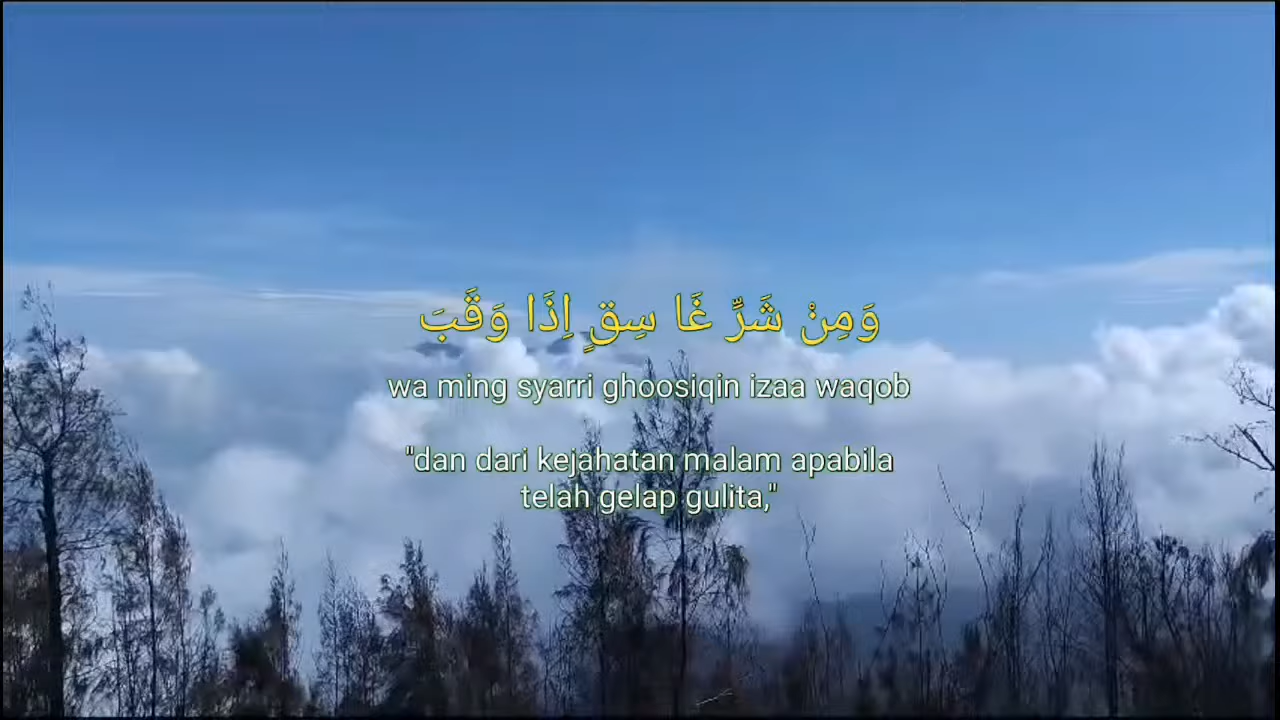 وَمِنْ شَرِّ غَا سِقٍ اِذَا وَقَبَ
wa ming syarri ghoosiqin izaa waqob
"dan dari kejahatan malam apabila
telah gelap gulita,"